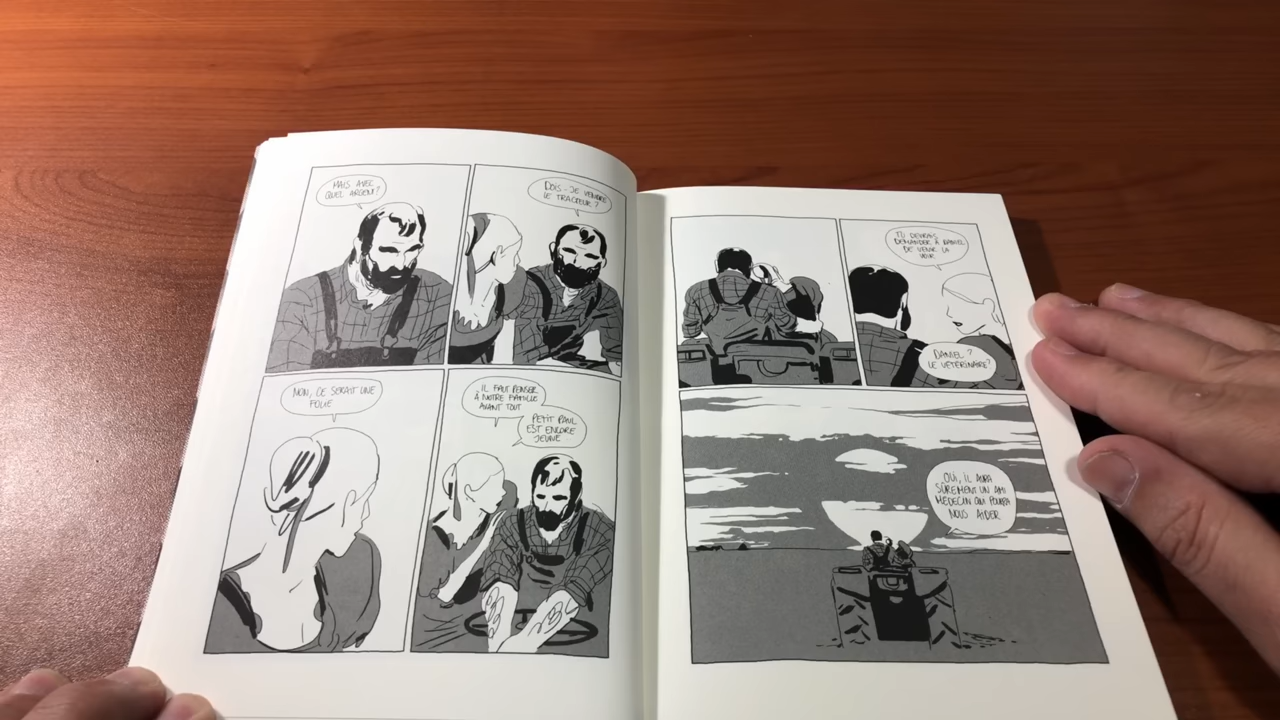 MAIS AVEC
QUEL ARGENT?
DOIS-JE VENDRE
LE TRACTEUR?
NON, CE SERAIT UNE
FOLIE
IL FAUT PENSER
À NOTRE FAMILLE
AVANT TOUT
PETIT PAUL
EST ENCORE
JEUNE
TU DEVRAIS
DEMANDER À DANIEL
DE VENIR LA
VOIR
DANIEL?
LE VÉTÉRINAIRE?
OUI, IL AURA
SÛREMENT UN AMI
MÉDECIN QUI POURRA
NOUS AIDER